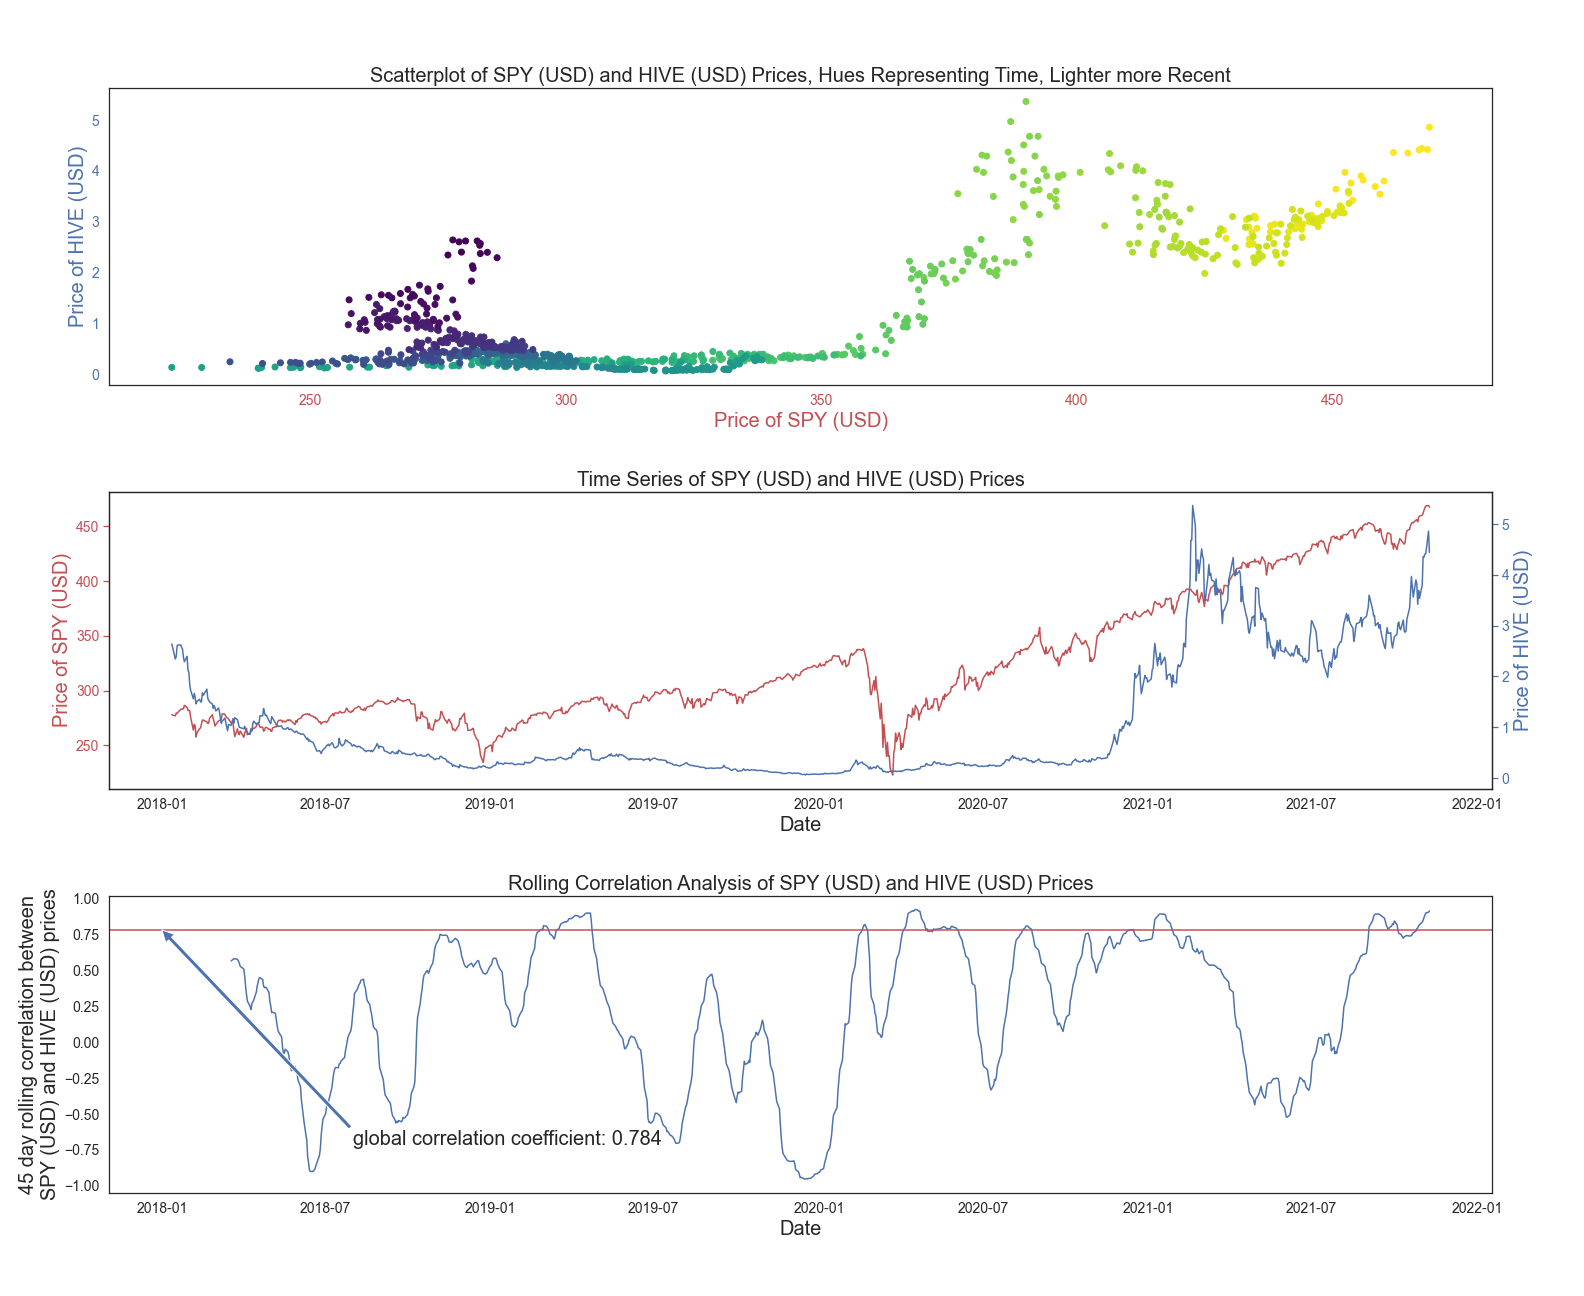 Scatterplot of SPY (USD) and HIVE (USD) Prices, Hues Representing Time, Lighter more Recent
Price of HIVE (USD)
5
4
3
2
1
0
250 300 350 400 450
Price of SPY (USD)
Time Series of SPY (USD) and HIVE (USD) Prices
Price of SPY (USD)
450
400
350
300
250
5
4
3
2
1
0
Price of HIVE (USD)
2018-01 2018-07 2019-01 2019-07 2020-01 2020-07 2021-01 2021-07 2022-01
Date
Rolling Correlation Analysis of SPY (USD) and HIVE (USD) Prices
45 day rolling correlation between
SPY (USD) and HIVE (USD) prices
1.00
0.75
0.50
0.25
0.00
−0.25
−0.50
−0.75
−1.00
global correlation coefficient: 0.784
2018-01 2018-07 2019-01 2019-07 2020-01 2020-07 2021-01 2021-07 2022-01
Date